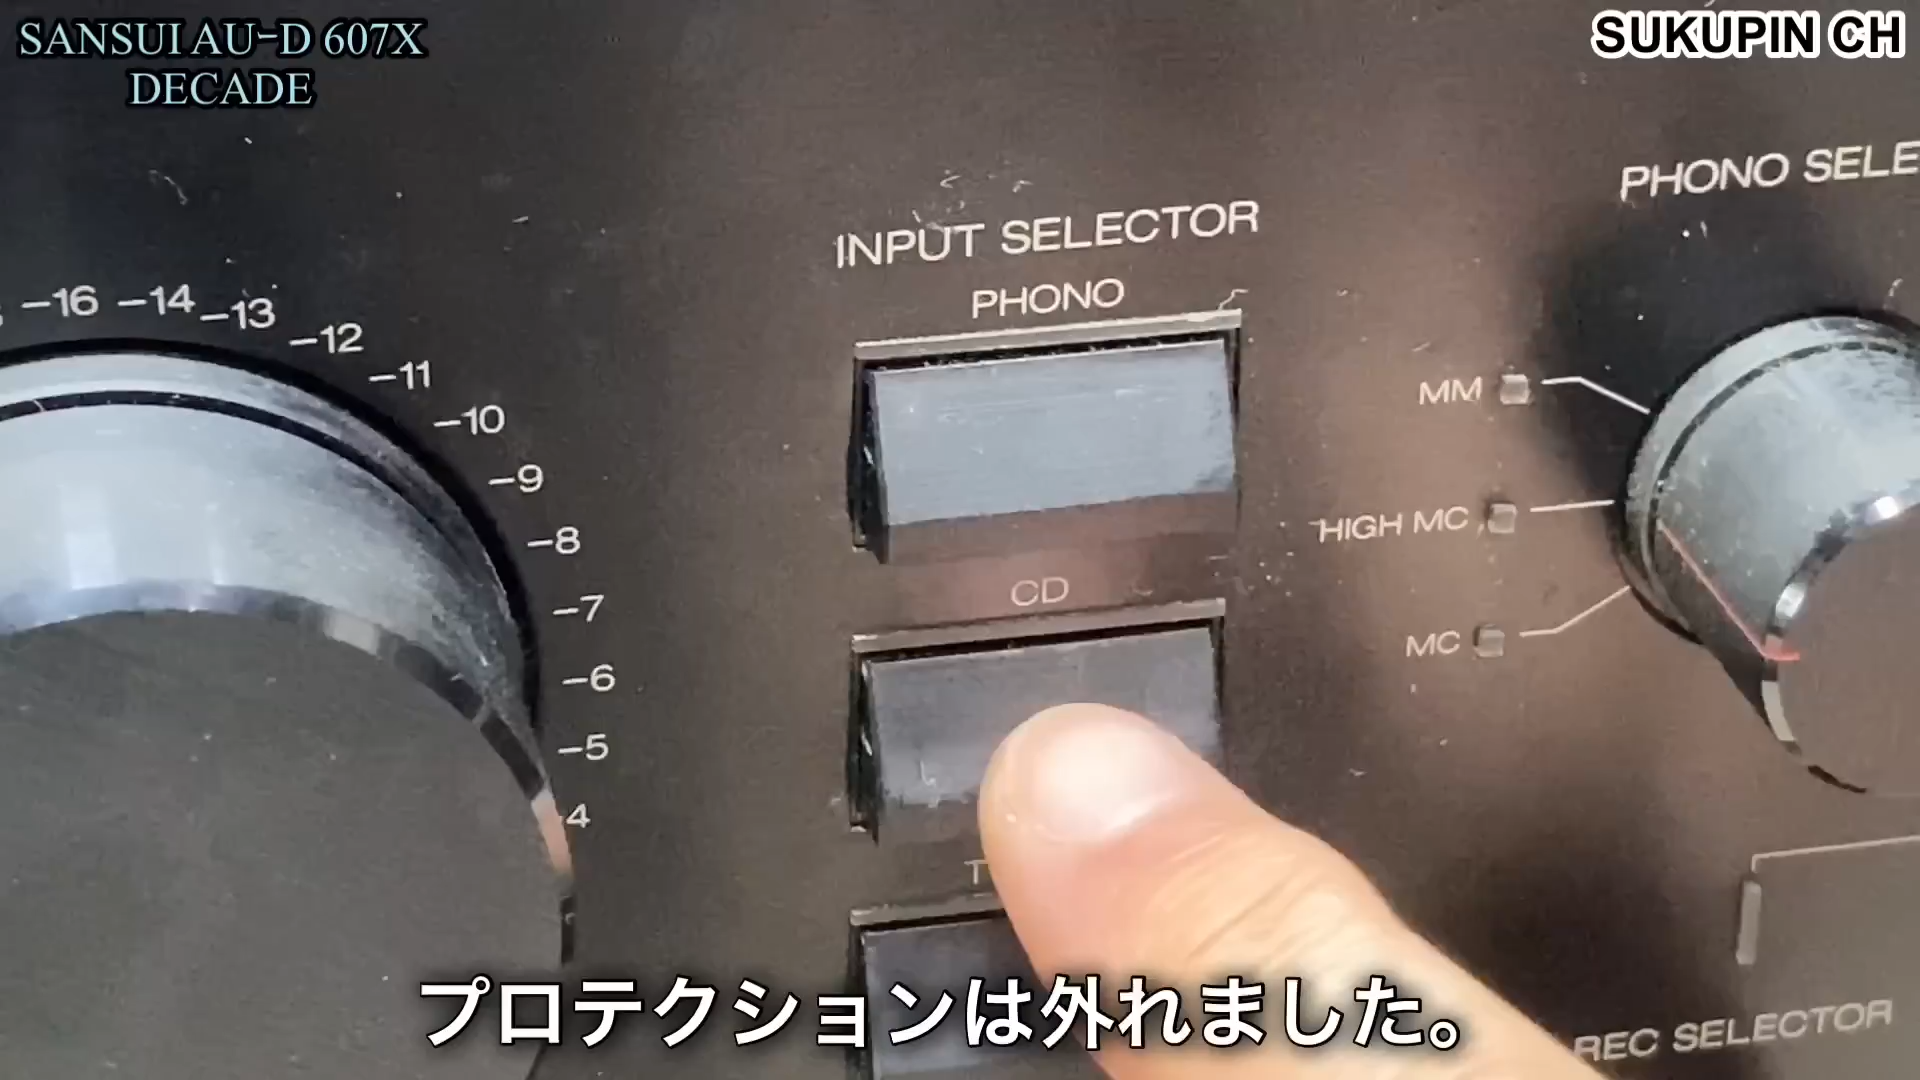 SANSUI AU-D 607X
DECADE
SUKUPIN CH
PHONO SELE
INPUT SELECTOR
PHONO
-16 -14 -13 -12 -11 -10 -9 -8 -7 -6 -5 4
MM
HIGH MC
MC
CD
T
REC SELECTOR
プロテクションは外れました。